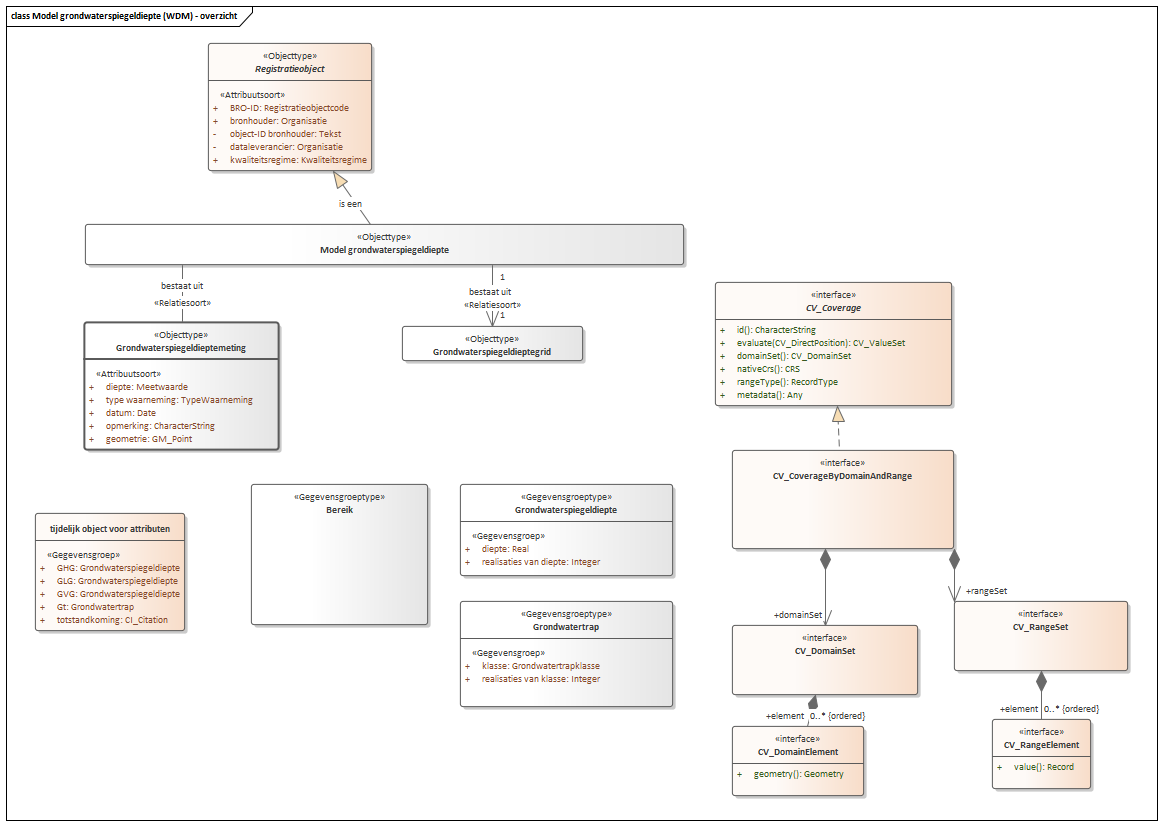 class Model grondwaterspiegeldiepte (WDM) - overzicht
«Objecttype»
Registratieobject
«Attribuutsoort»
+ BRO-ID: Registratieobjectcode
+ bronhouder: Organisatie
- object-ID bronhouder: Tekst
- dataleverancier: Organisatie
+ kwaliteitsregime: Kwaliteitsregime
is een
«Objecttype»
Model grondwaterspiegeldiepte
bestaat uit
«Relatiesoort»
1
bestaat uit
«Relatiesoort»
1
«Objecttype»
Grondwaterspiegeldieptemeting
«Attribuutsoort»
+ diepte: Meetwaarde
+ type waarneming: TypeWaarneming
+ datum: Date
+ opmerking: CharacterString
+ geometrie: GM_Point
«Objecttype»
Grondwaterspiegeldieptegrid
«interface»
CV_Coverage
+ id(): CharacterString
+ evaluate(CV_DirectPosition): CV_ValueSet
+ domainSet(): CV_DomainSet
+ nativeCrs(): CRS
+ rangeType(): RecordType
+ metadata(): Any
«interface»
CV_CoverageByDomainAndRange
tijdelijk object voor attributen
«Gegevensgroep»
+ GHG: Grondwaterspiegeldiepte
+ GLG: Grondwaterspiegeldiepte
+ GVG: Grondwaterspiegeldiepte
+ Gt: Grondwatertrap
+ totstandkoming: CI_Citation
«Gegevensgroeptype»
Bereik
«Gegevensgroeptype»
Grondwaterspiegeldiepte
«Gegevensgroep»
+ diepte: Real
+ realisaties van diepte: Integer
«Gegevensgroeptype»
Grondwatertrap
«Gegevensgroep»
+ klasse: Grondwatertrapklasse
+ realisaties van klasse: Integer
+domainSet
+rangeSet
«interface»
CV_DomainSet
«interface»
CV_RangeSet
+element 0..* {ordered}
+element 0..* {ordered}
«interface»
CV_DomainElement
+ geometry(): Geometry
«interface»
CV_RangeElement
+ value(): Record